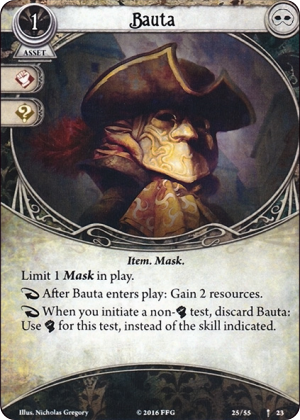 Bauta
1
ASSET
Item. Mask.
Limit 1 Mask in play.
After Bauta enters play: Gain 2 resources.
When you initiate a non- test, discard Bauta:
Use for this test, instead of the skill indicated.
Illus. Nicholas Gregory
© 2016 FFG
25/55
23